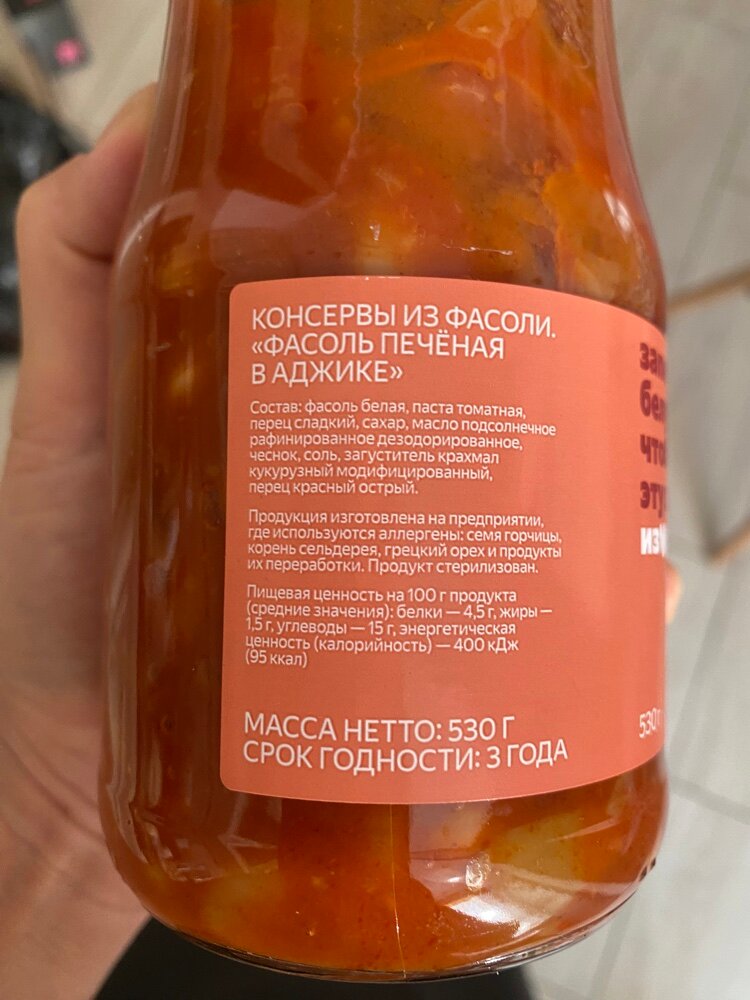 КОНСЕРВЫ ИЗ ФАСОЛИ.
«ФАСОЛЬ ПЕЧЁНАЯ
В АДЖИКЕ»
Состав: фасоль белая, паста томатная,
перец сладкий, сахар, масло подсолнечное
рафинированное дезодорированное,
чеснок, соль, загуститель крахмал
кукурузный модифицированный,
перец красный острый.
Продукция изготовлена на предприятии,
где используются аллергены: семя горчицы,
корень сельдерея, грецкий орех и продукты
их переработки. Продукт стерилизован.
Пищевая ценность на 100 г продукта
(средние значения): белки — 4,5 г, жиры —
1,5 г, углеводы — 15 г, энергетическая
ценность (калорийность) — 400 кДж
(95 ккал)
МАССА НЕТТО: 530 Г
СРОК ГОДНОСТИ: 3 ГОДА
530 г